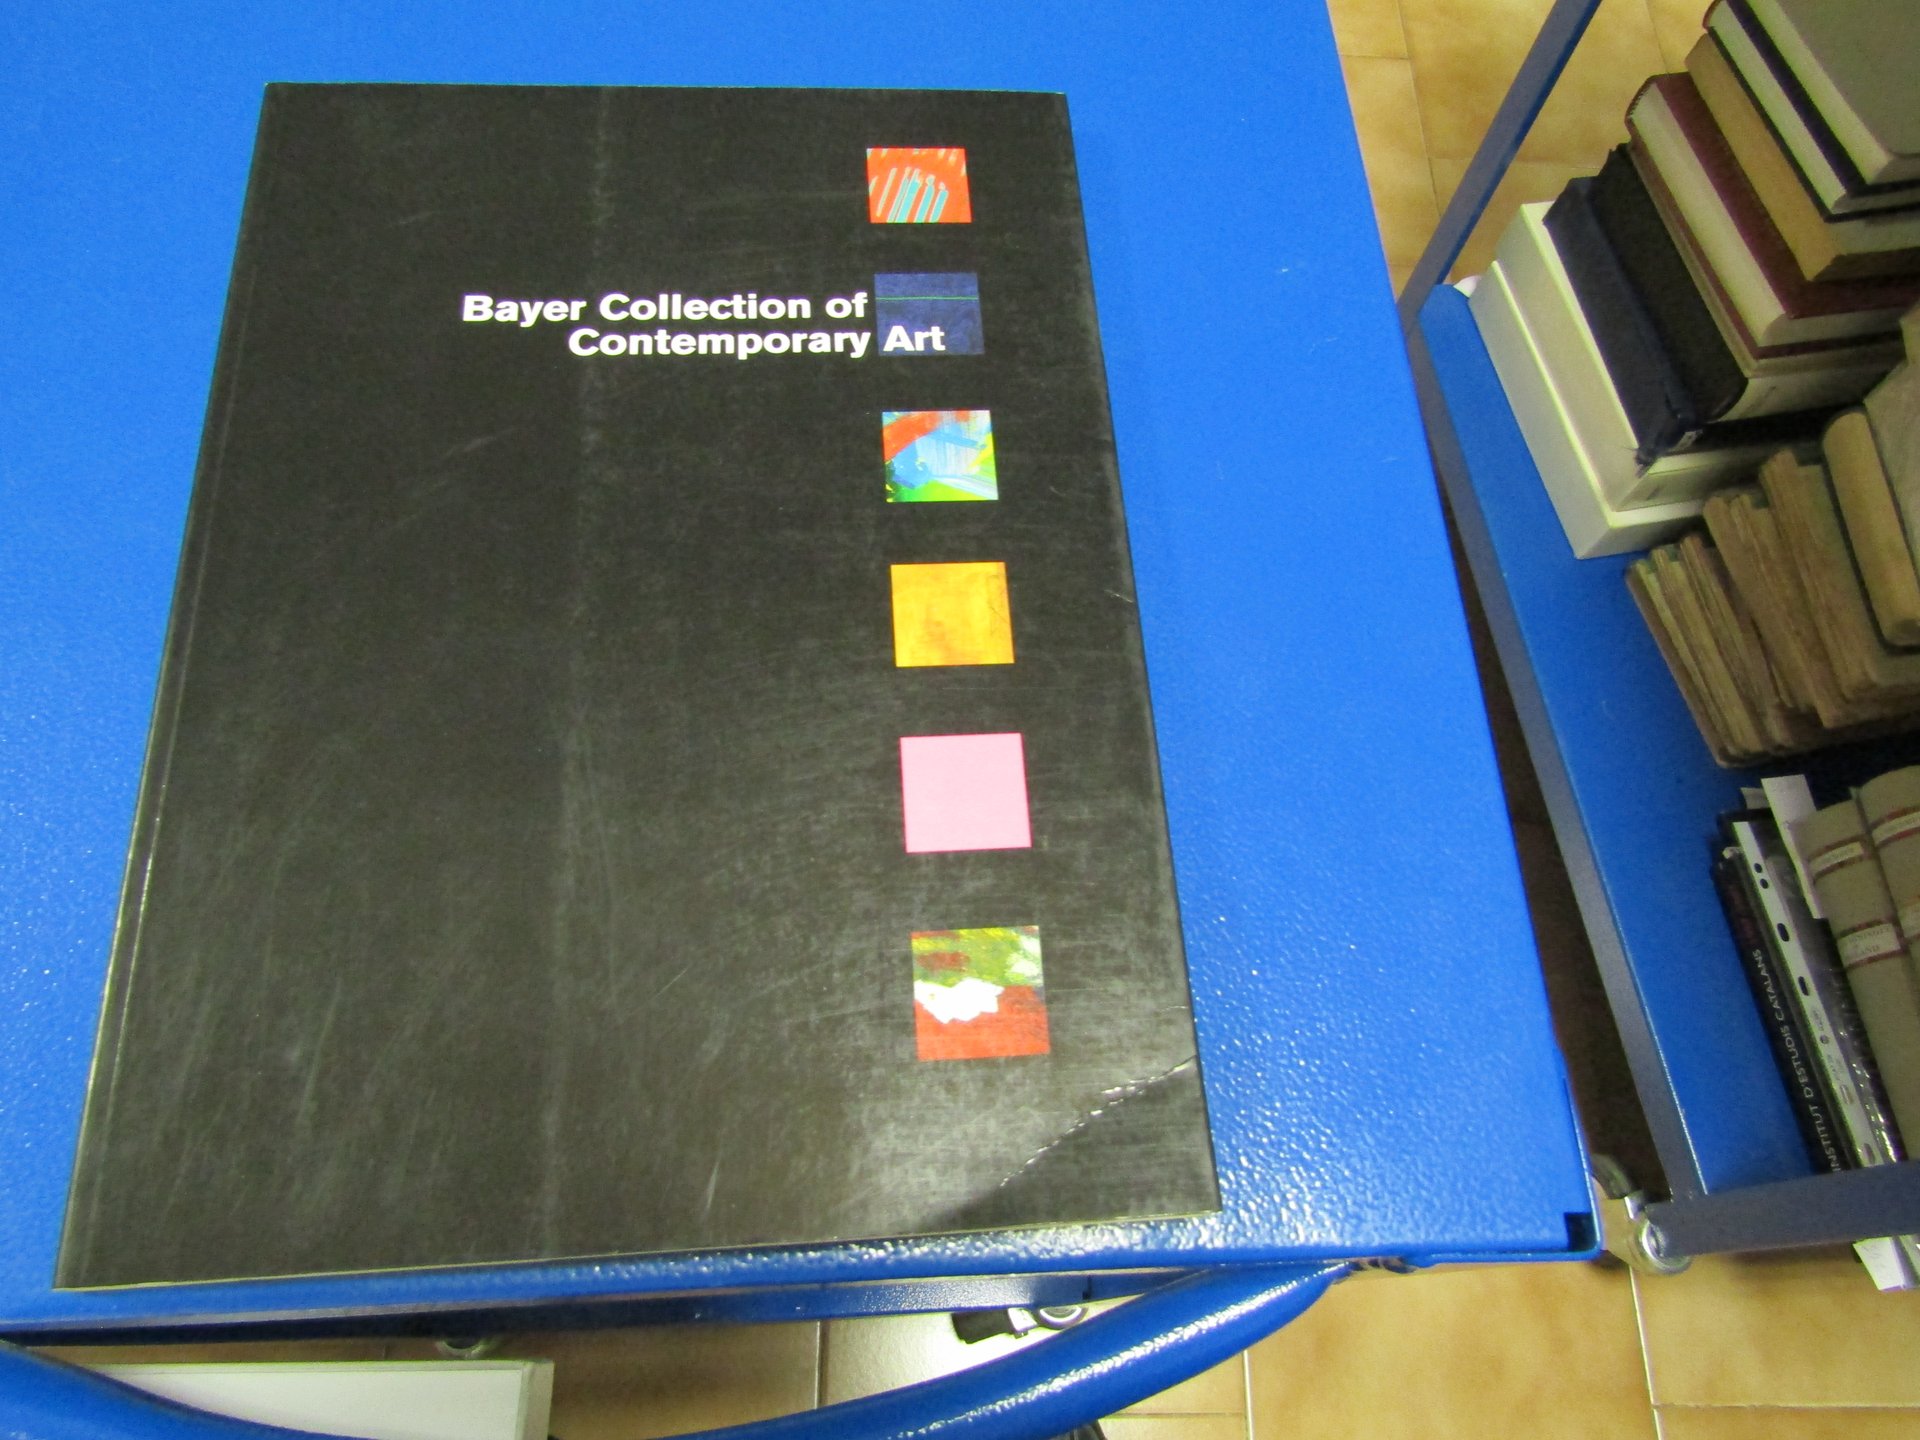 Bayer Collection of
Contemporary Art
INSTITUT D'ESTUDIS CATALANS